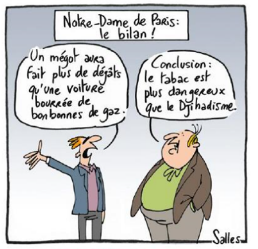 Notre-Dame de Paris:
le bilan !
Un mégot aura
fait plus de dégâts
qu'une voiture
bourrée de
bonbonnes de gaz.
Conclusion :
le tabac est
plus dangereux
que le Djihadisme.
Salles